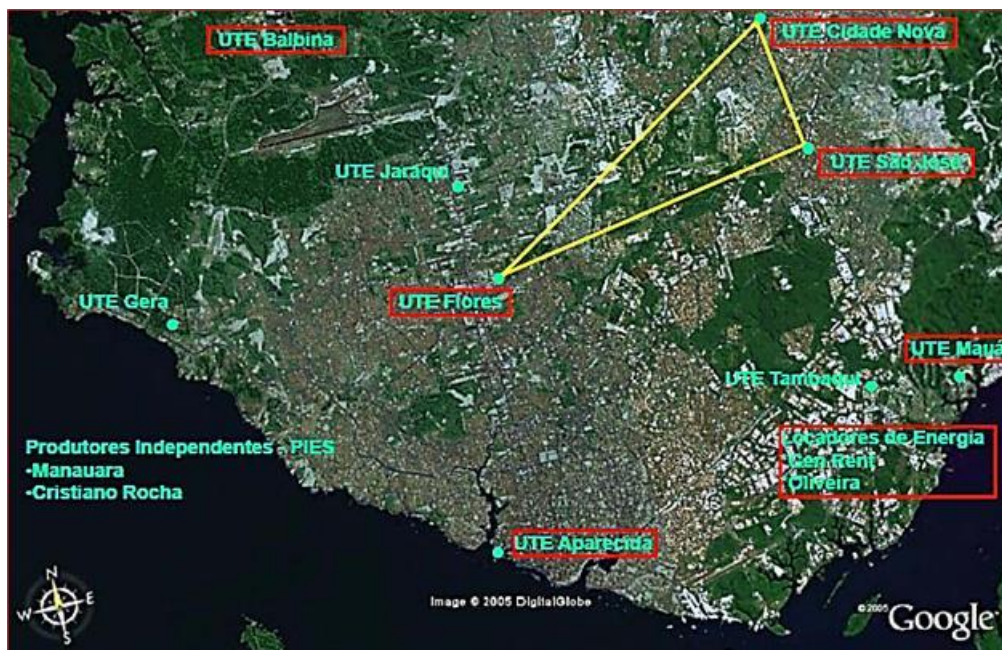 UTE Balbina
UTE Cidade Nova
UTE São José
UTE Jaraqui
UTE Flores
UTE Gera
UTE Mauá
UTE Tambaqui
Locadores de Energia
Gen Rent
Oliveira
Produtores Independentes - PIES
•Manauara
•Cristiano Rocha
UTE Aparecida
N
W E
S
Image © 2005 DigitalGlobe
©2005 Google